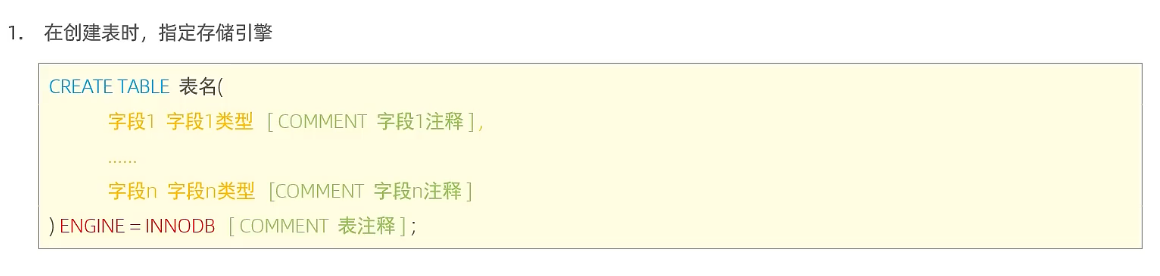 1. 在创建表时，指定存储引擎
CREATE TABLE 表名(
字段1 字段1类型 [ COMMENT 字段1注释 ] ,
......
字段n 字段n类型 [COMMENT 字段n注释 ]
) ENGINE = INNODB [ COMMENT 表注释 ] ;